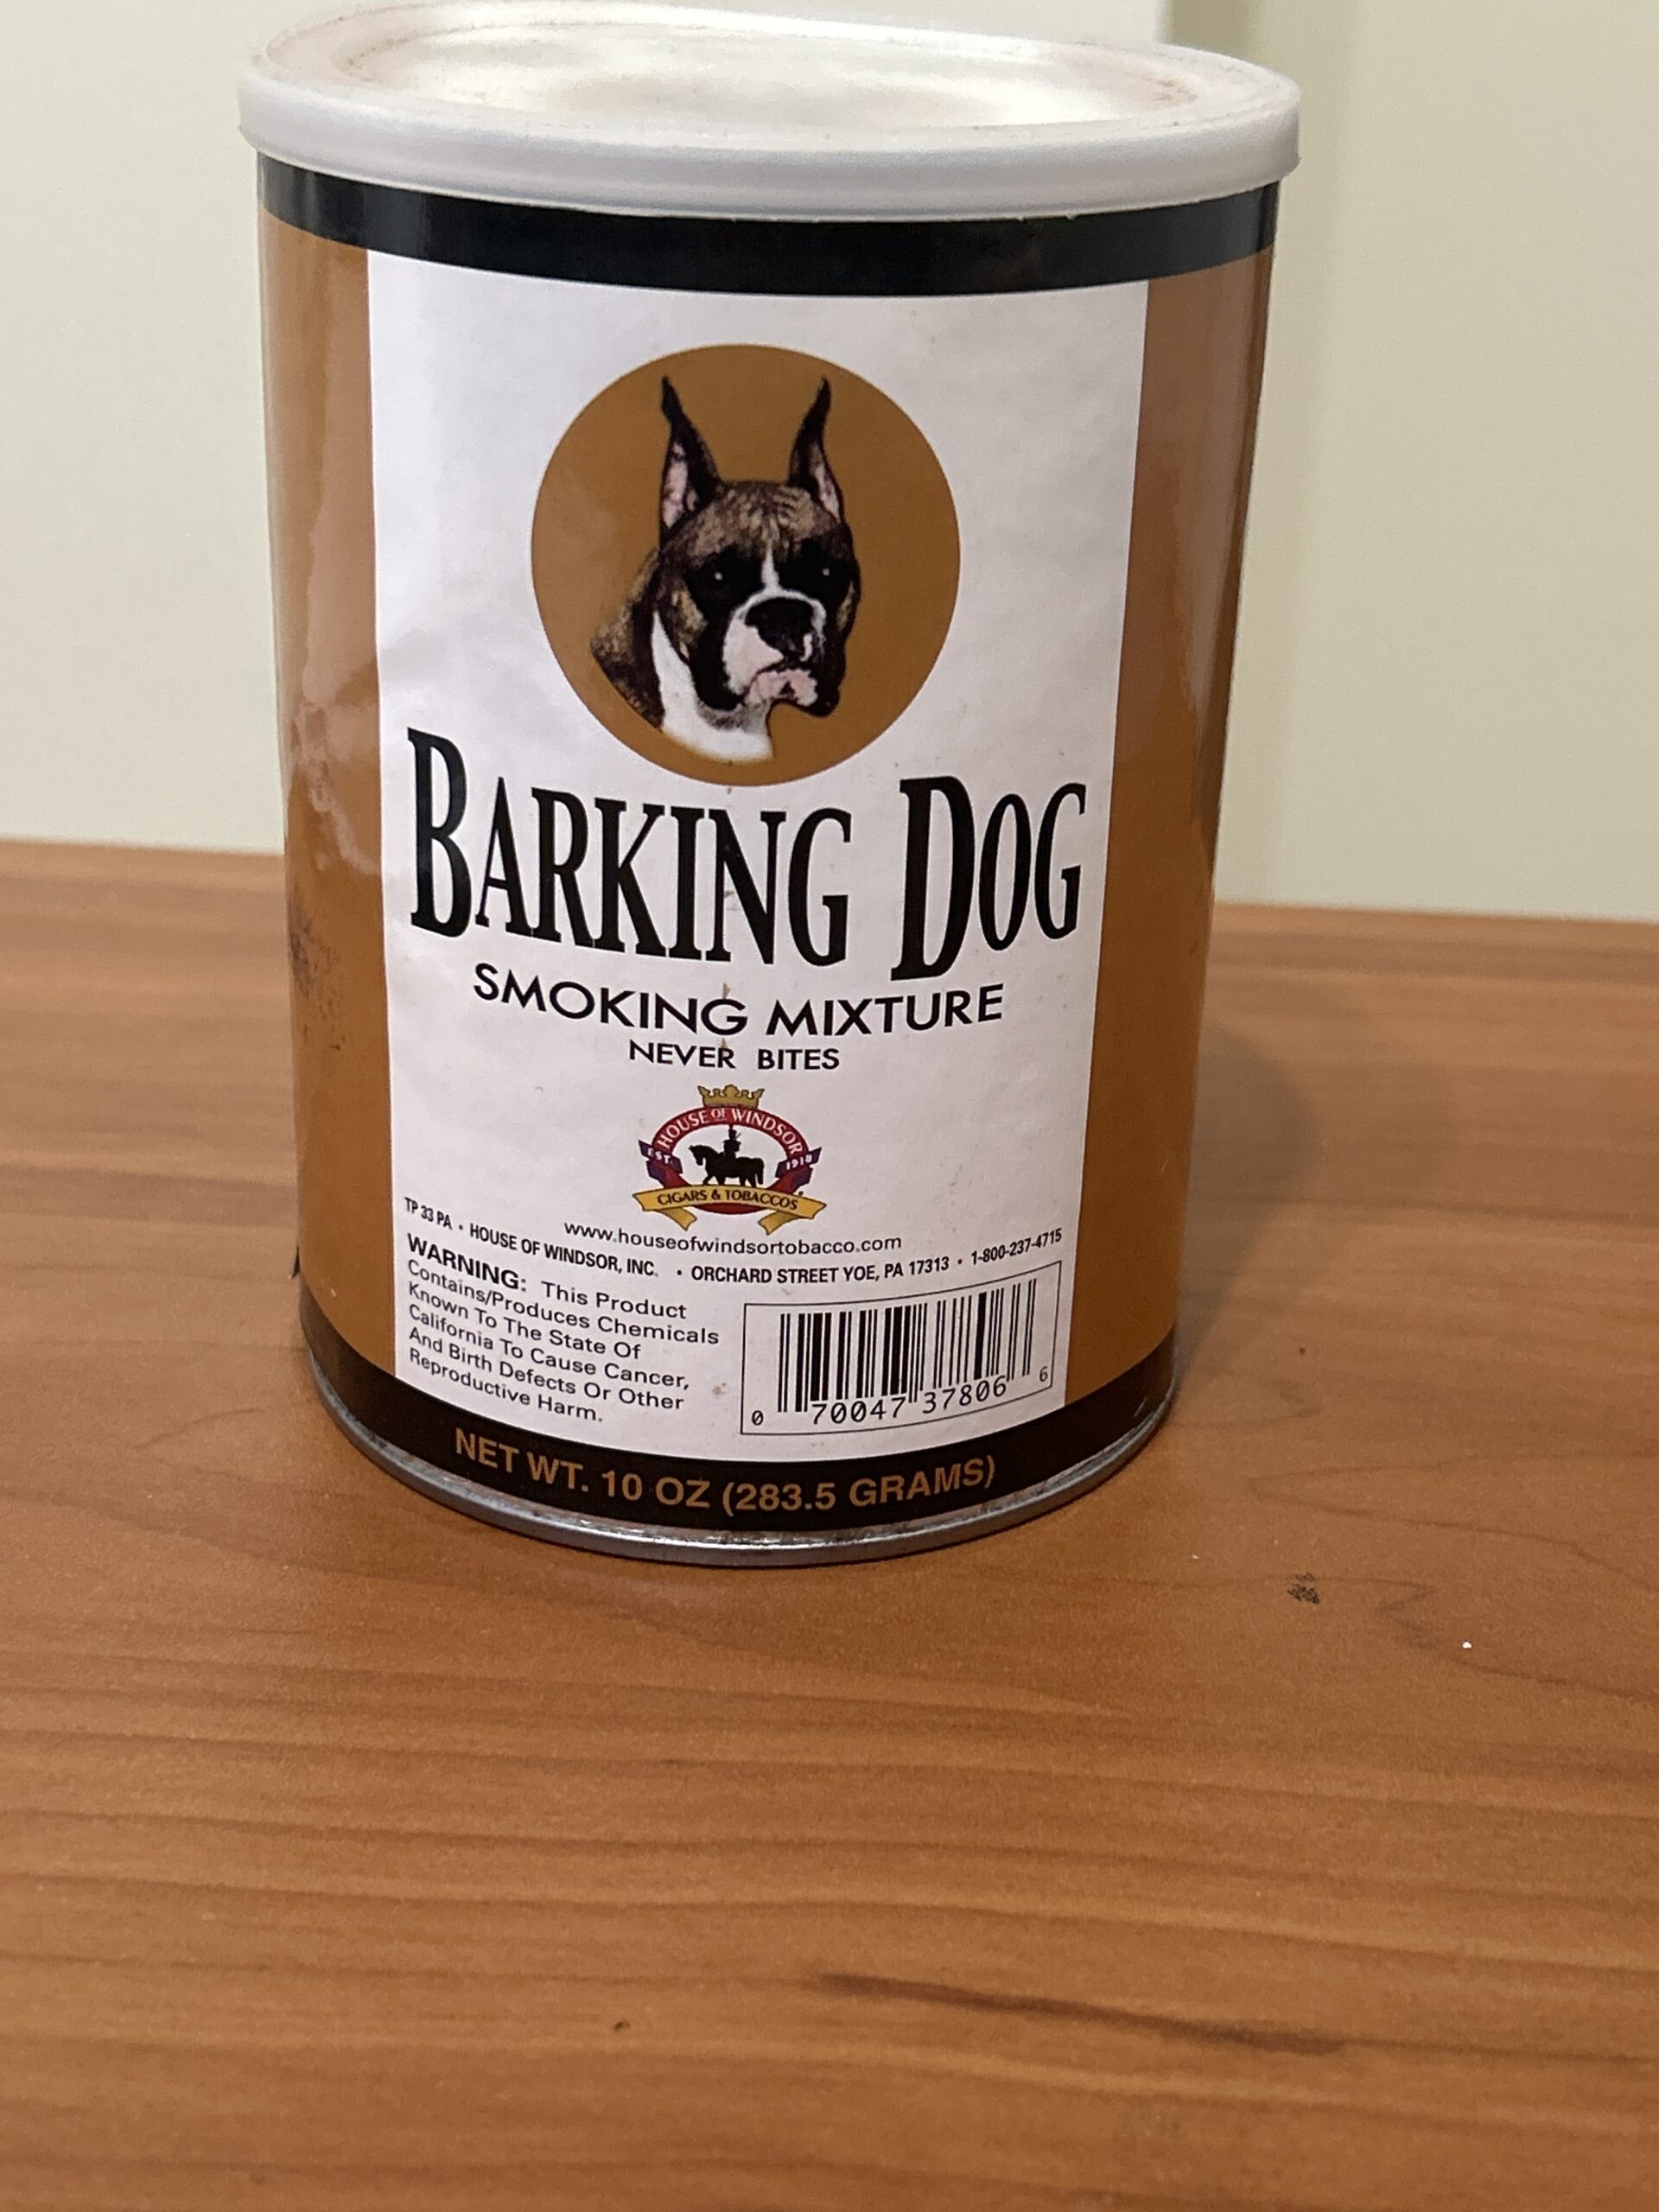 BARKING DOG
SMOKING MIXTURE
NEVER BITES
HOUSE OF WINDSOR
EST. 1918
CIGARS & TOBACCOS
www.houseofwindsortobacco.com
TP 33 PA • HOUSE OF WINDSOR, INC. • ORCHARD STREET YOE, PA 17313 • 1-800-237-4715
WARNING: This Product
Contains/Produces Chemicals
Known To The State Of
California To Cause Cancer,
And Birth Defects Or Other
Reproductive Harm.
0 70047 37806 6
NET WT. 10 OZ (283.5 GRAMS)